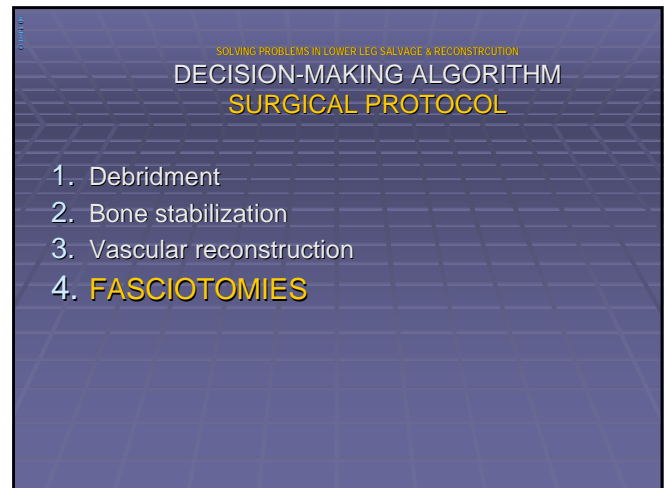 SOLVING PROBLEMS IN LOWER LEG SALVAGE & RECONSTRCUTION
DECISION-MAKING ALGORITHM
SURGICAL PROTOCOL
1. Debridment
2. Bone stabilization
3. Vascular reconstruction
4. FASCIOTOMIES